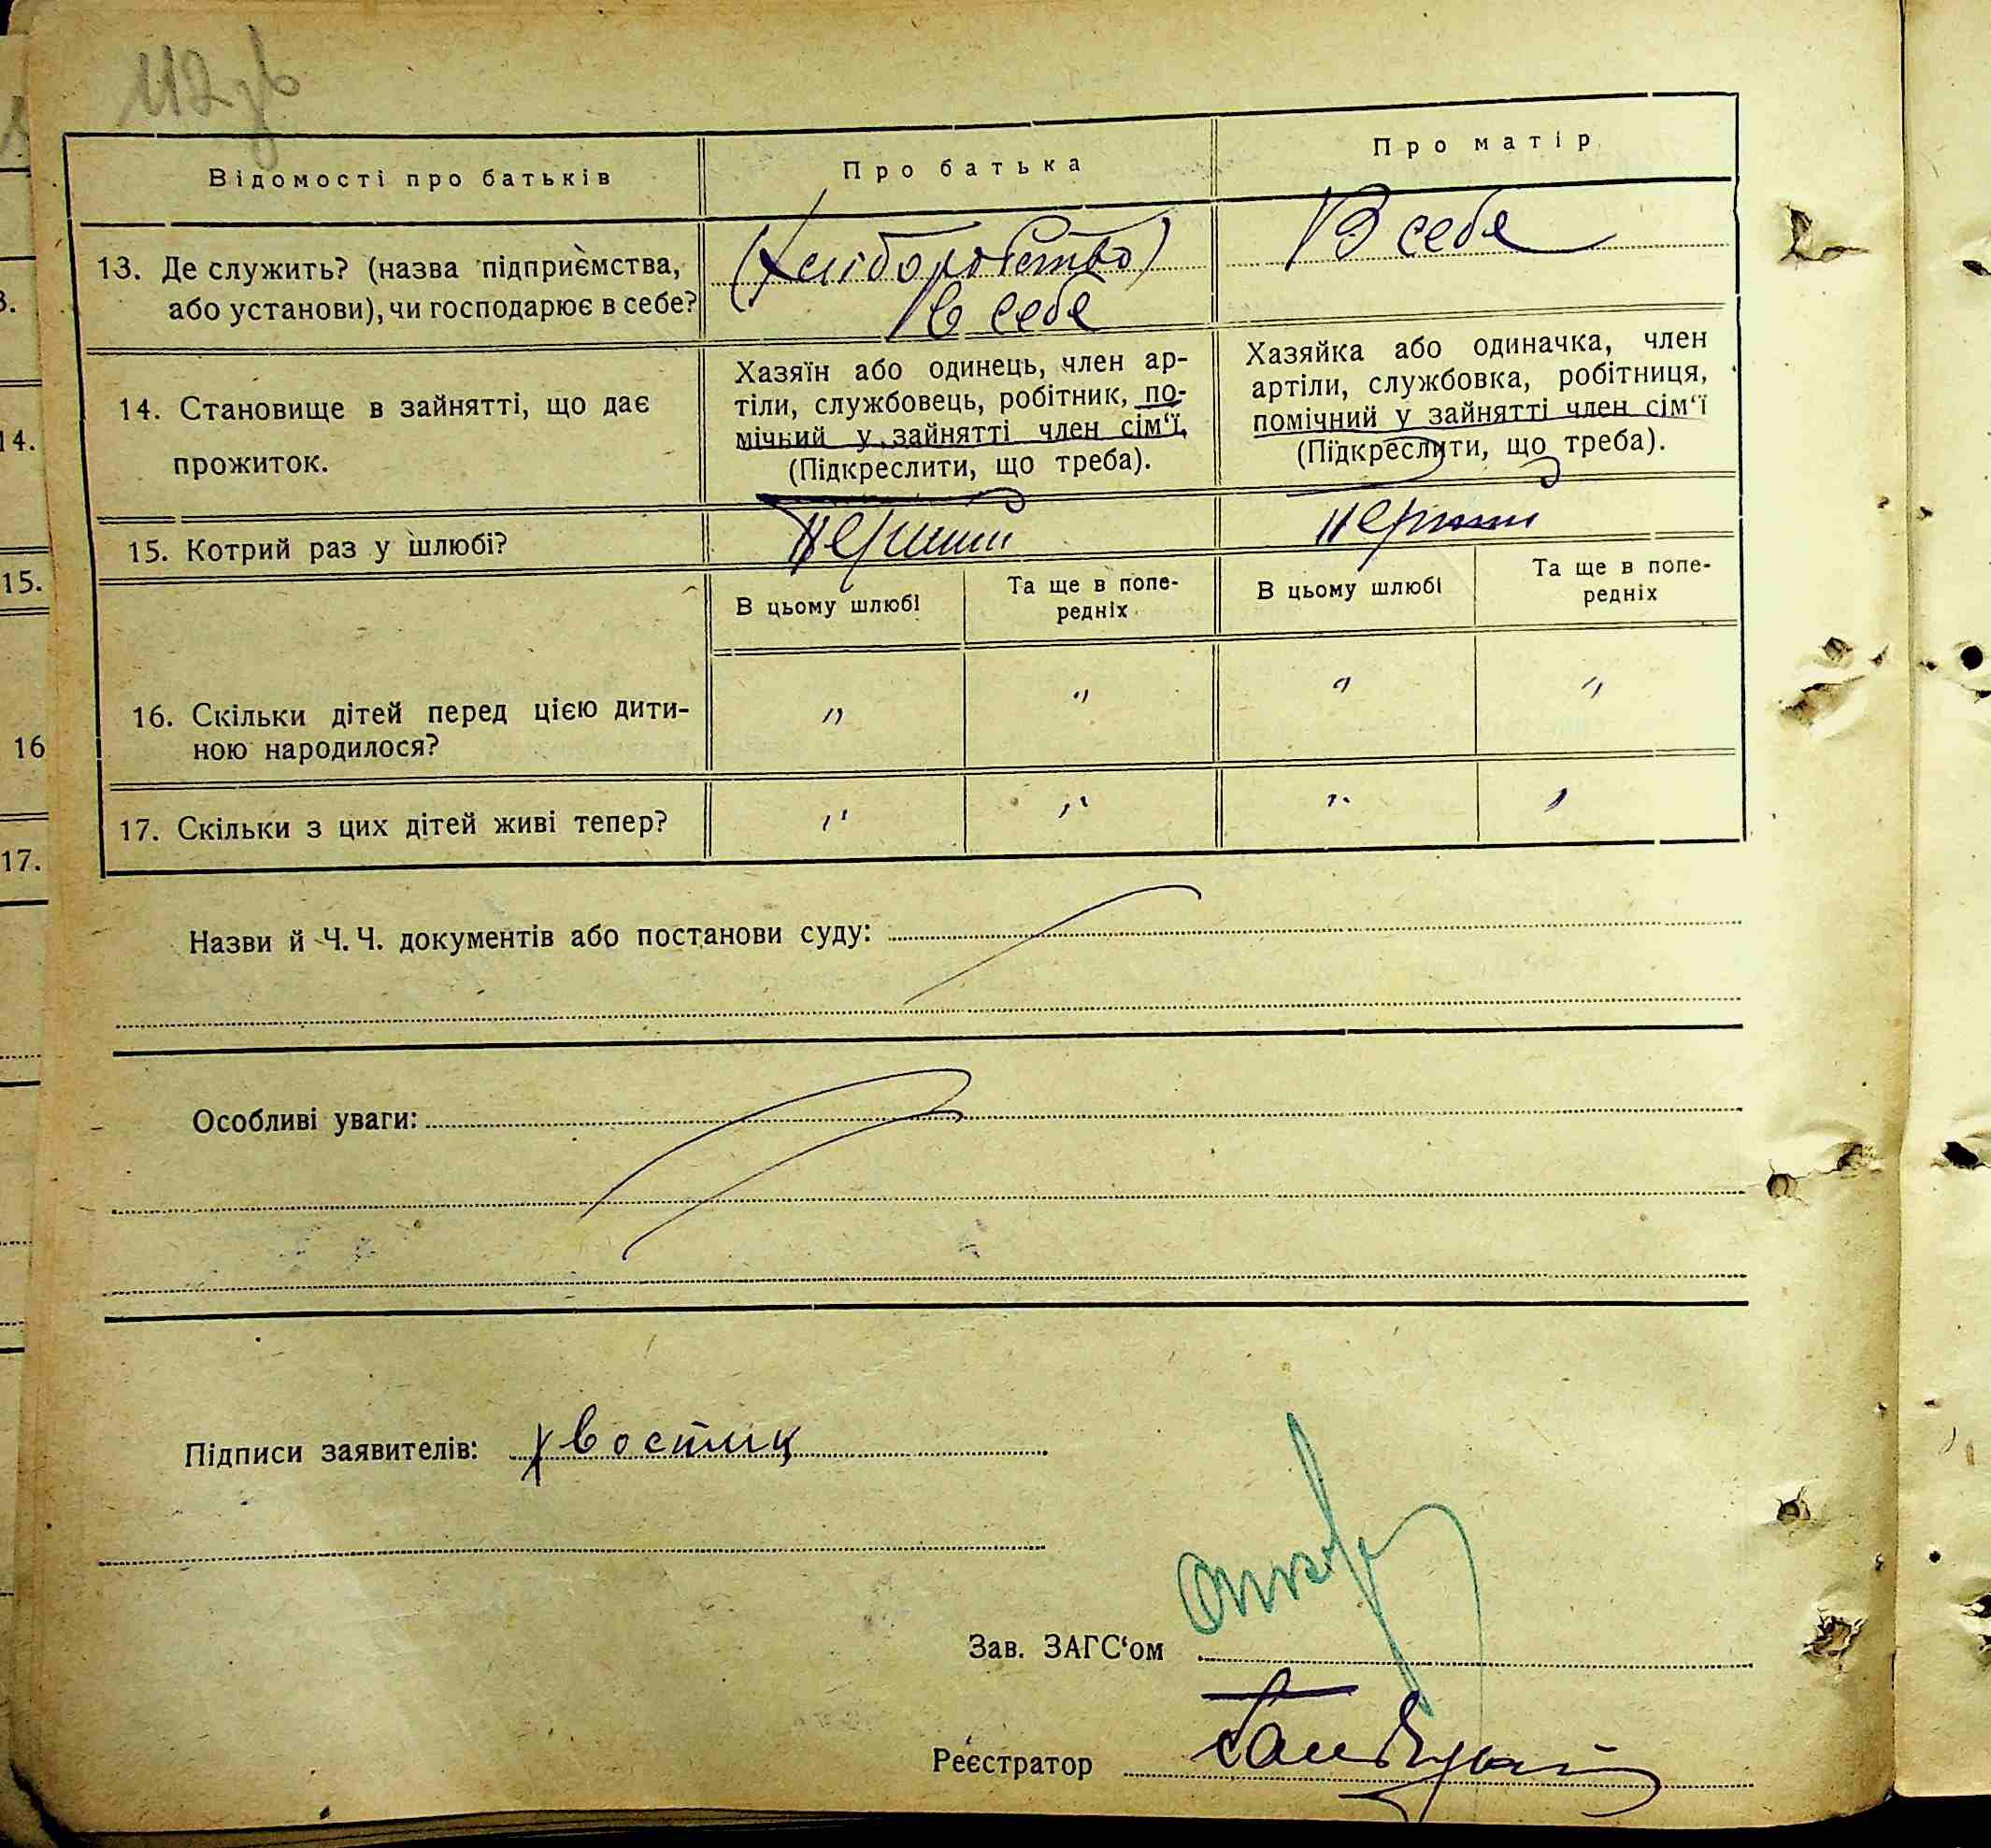 112 зв
Відомості про батьків
Про батька
Про матір
13. Де служить? (назва підприємства,
або установи), чи господарює в себе?
(Хліборобство)
В себе
В себе
14. Становище в зайнятті, що дає
прожиток.
Хазяїн або одинець, член ар-
тіли, службовець, робітник, по-
мічний у зайнятті член сім‘ї,
(Підкреслити, що треба).
Хазяйка або одиначка, член
артіли, службовка, робітниця,
помічний у зайнятті член сім‘ї
(Підкреслити, що треба).
15. Котрий раз у шлюбі?
перший
перший
В цьому шлюбі
Та ще в попе-
редніх
В цьому шлюбі
Та ще в попе-
редніх
16. Скільки дітей перед цією дити-
ною народилося?
" " " "
17. Скільки з цих дітей живі тепер?
" " " "
Назви й Ч. Ч. документів або постанови суду:
Особливі уваги:
Підписи заявителів: хвостик
Зав. ЗАГС‘ом
Реєстратор
14.
15.
16
17.